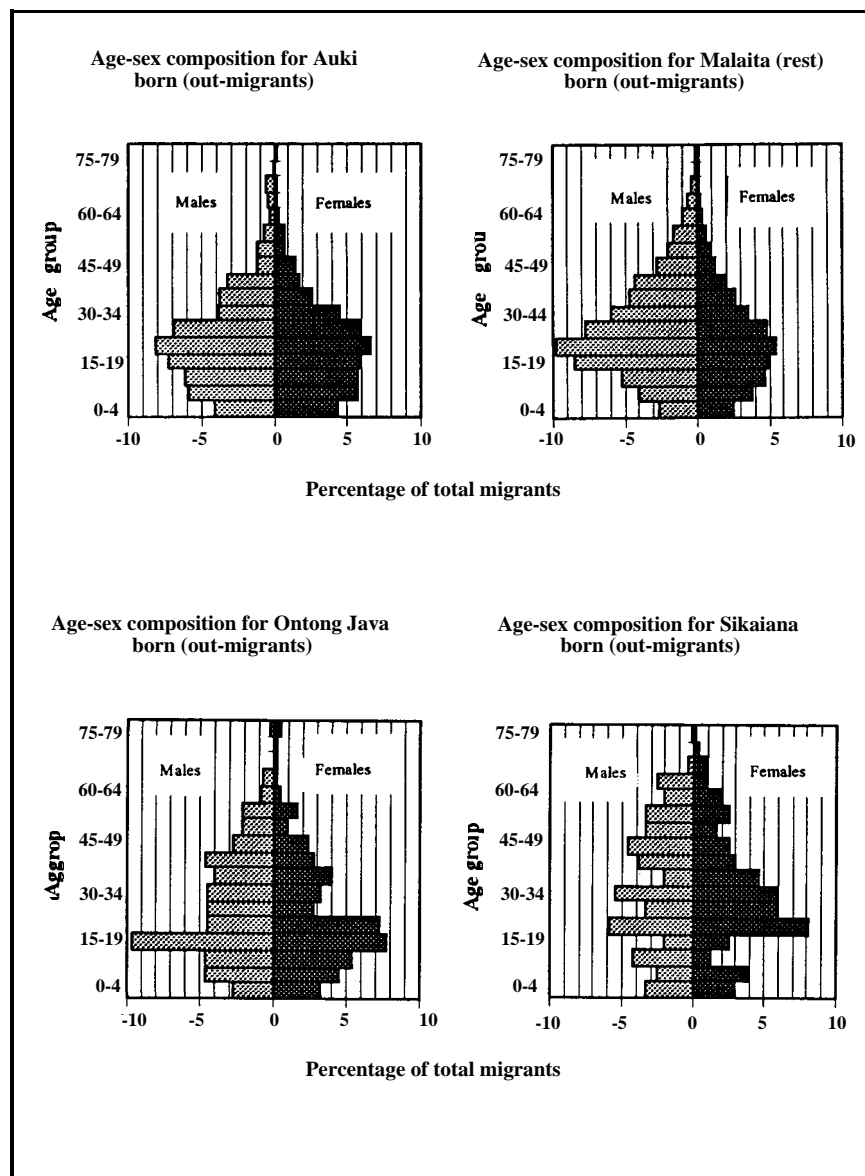 Age-sex composition for Auki
born (out-migrants)
75-79
60-64
45-49
30-34
15-19
0-4
Age group
Males
Females
-10 -5 0 5 10
Age-sex composition for Malaita (rest)
born (out-migrants)
75-79
60-64
45-49
30-44
15-19
0-4
Age grou
Males
Females
-10 -5 0 5 10
Percentage of total migrants
Age-sex composition for Ontong Java
born (out-migrants)
75-79
60-64
45-49
30-34
15-19
0-4
Aggrop
Males
Females
-10 -5 0 5 10
Age-sex composition for Sikaiana
born (out-migrants)
75-79
60-64
45-49
30-34
15-19
0-4
Age group
Males
Females
-10 -5 0 5 10
Percentage of total migrants